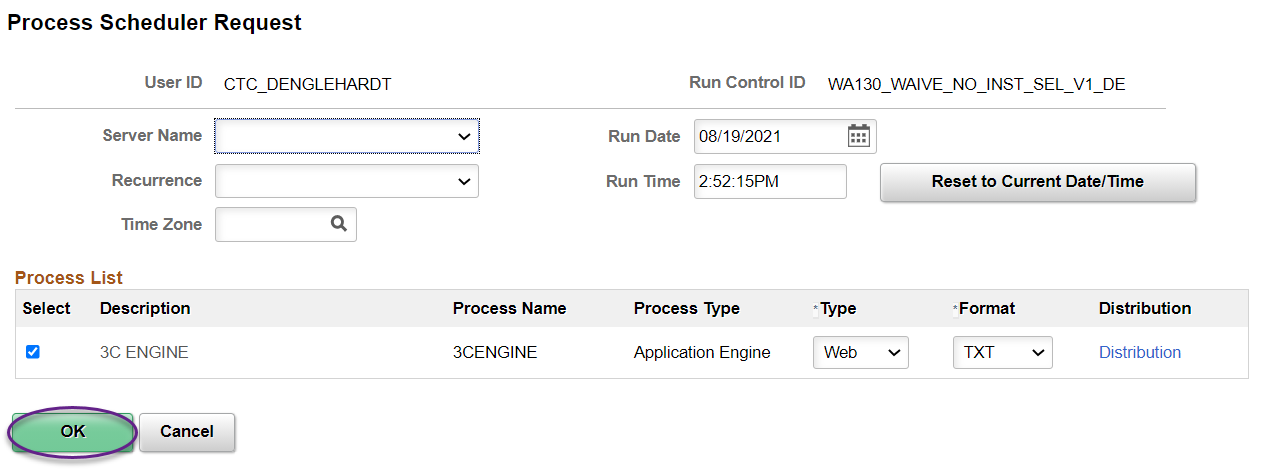 Process Scheduler Request
User ID CTC_DENGLEHARDT Run Control ID WA130_WAIVE_NO_INST_SEL_V1_DE
Server Name Run Date 08/19/2021
Recurrence Run Time 2:52:15PM Reset to Current Date/Time
Time Zone
Process List
Select Description Process Name Process Type *Type *Format Distribution
3C ENGINE 3CENGINE Application Engine Web TXT Distribution
OK Cancel